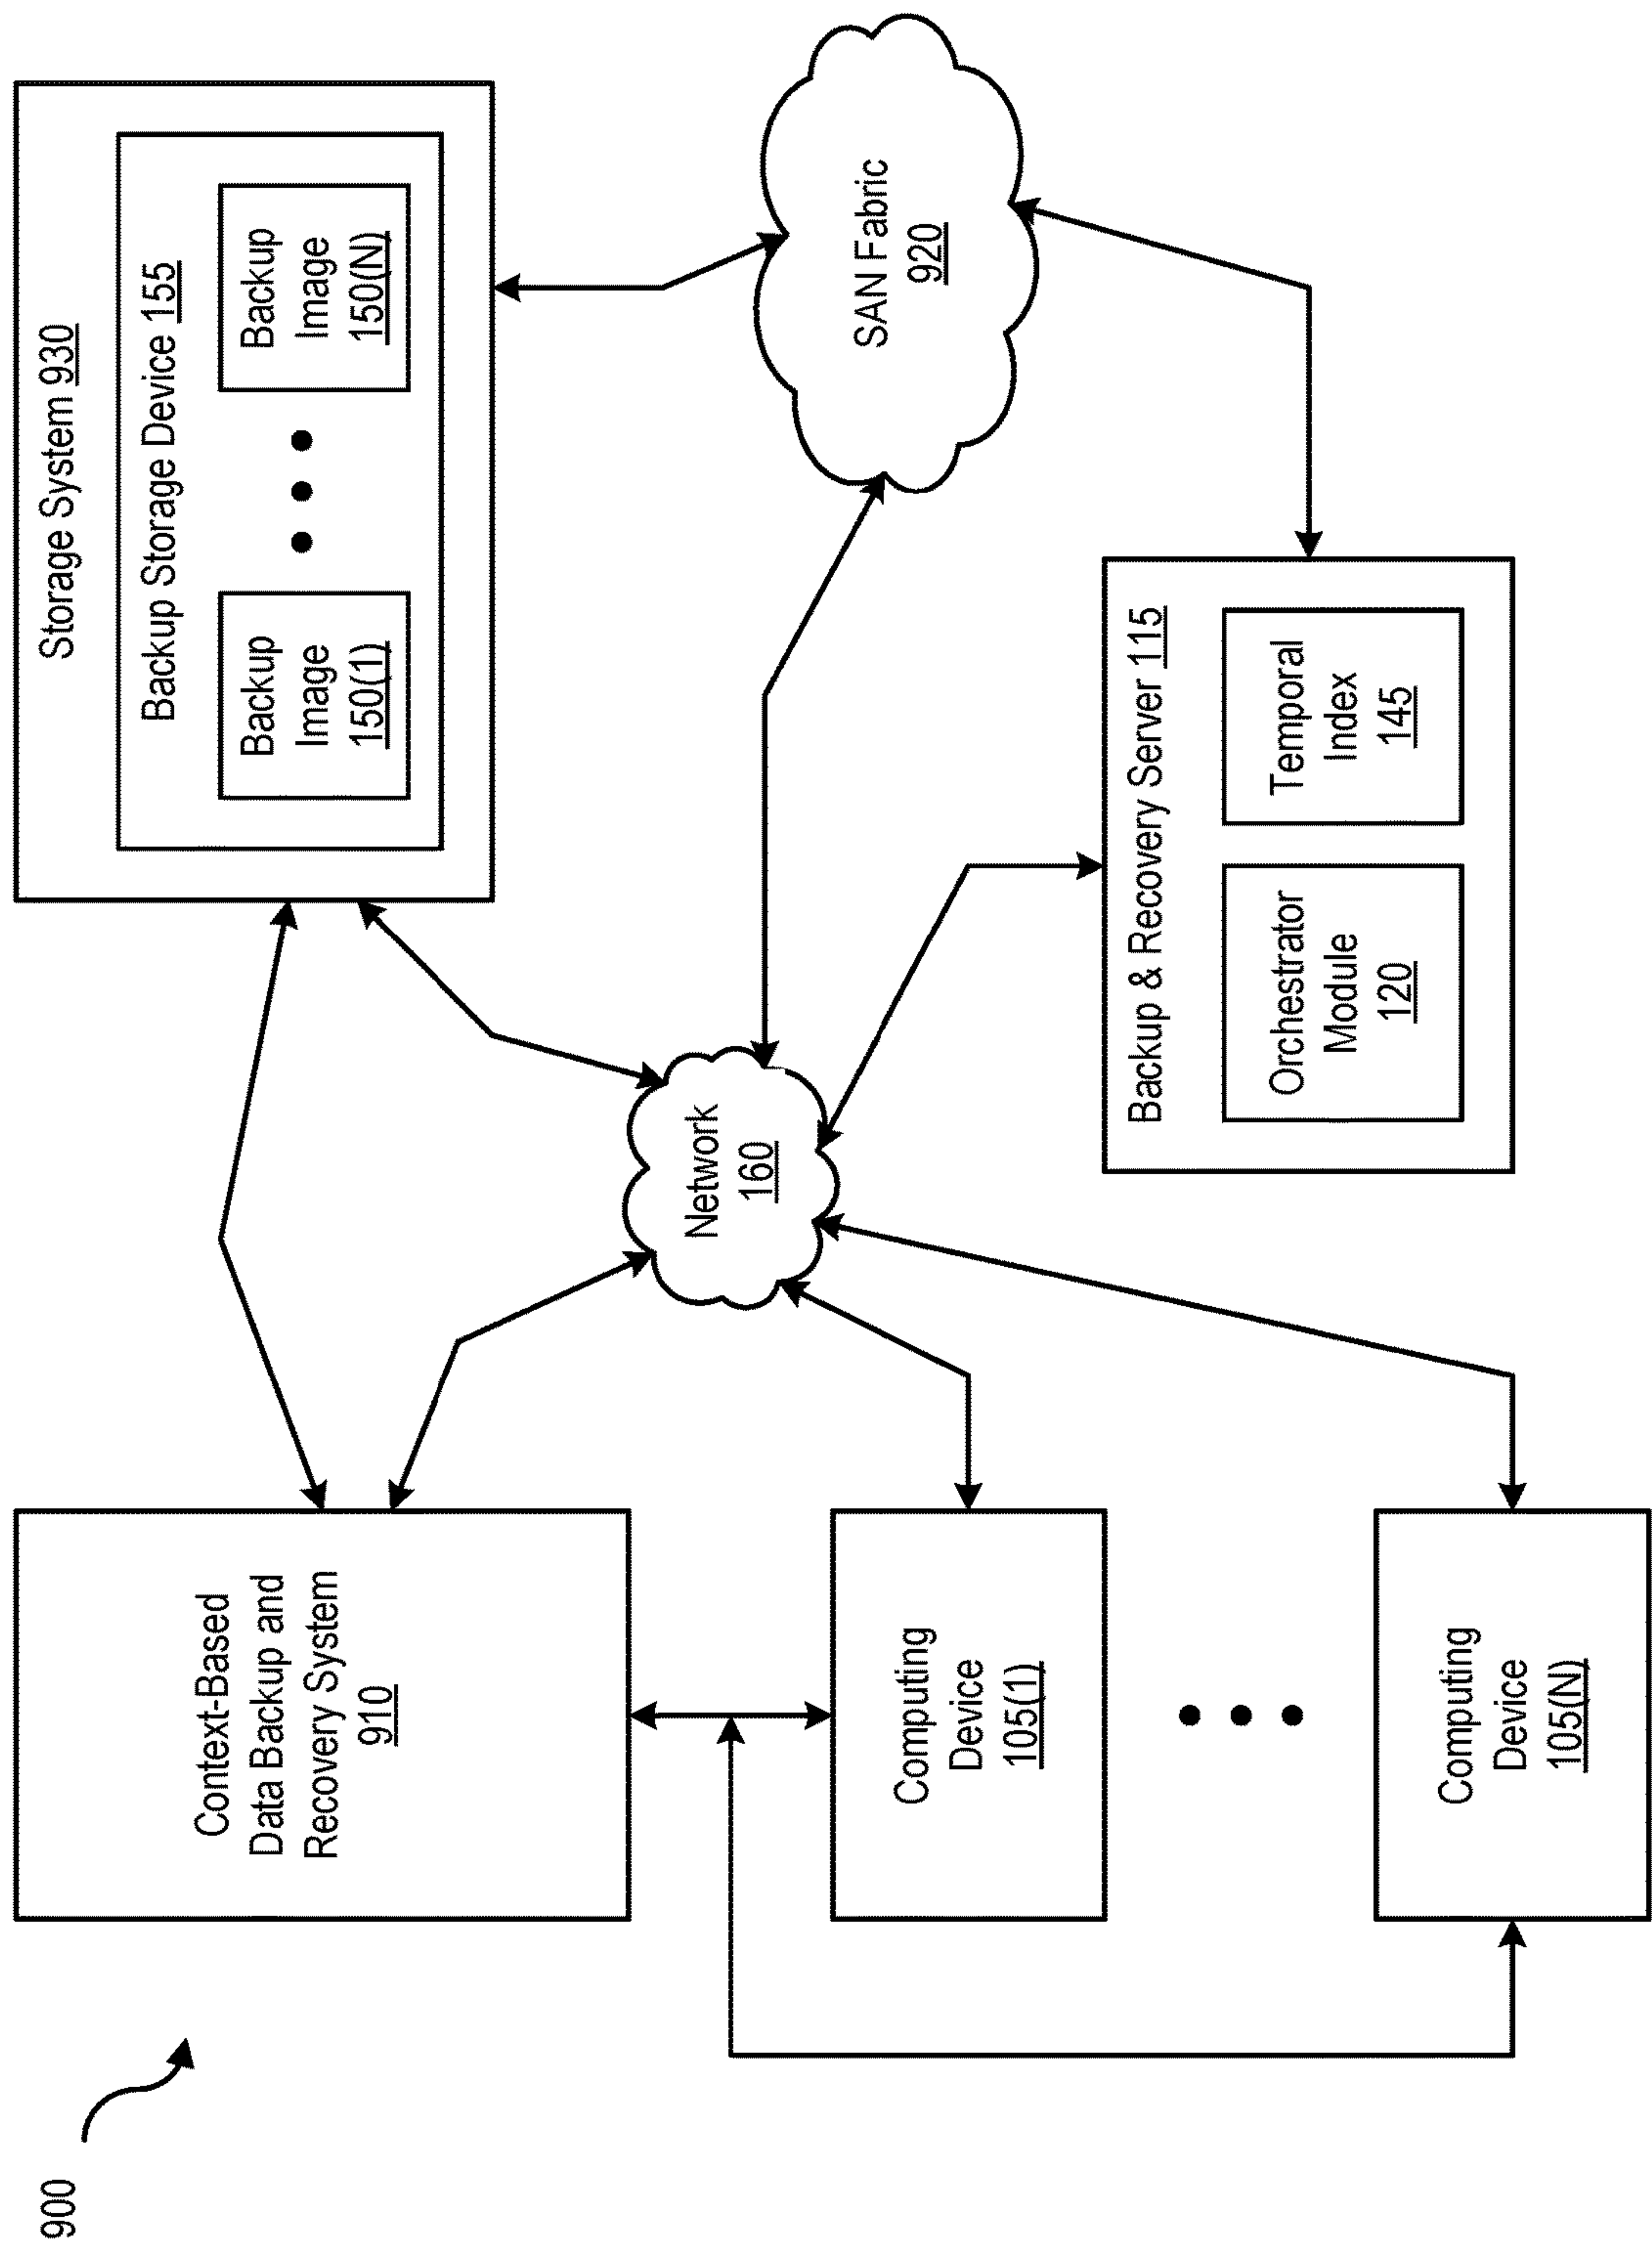 900
Context-Based
Data Backup and
Recovery System
910
Storage System 930
Backup Storage Device 155
Backup
Image
150(1)
Backup
Image
150(N)
Network
160
SAN Fabric
920
Computing
Device
105(1)
Computing
Device
105(N)
Backup & Recovery Server 115
Orchestrator
Module
120
Temporal
Index
145